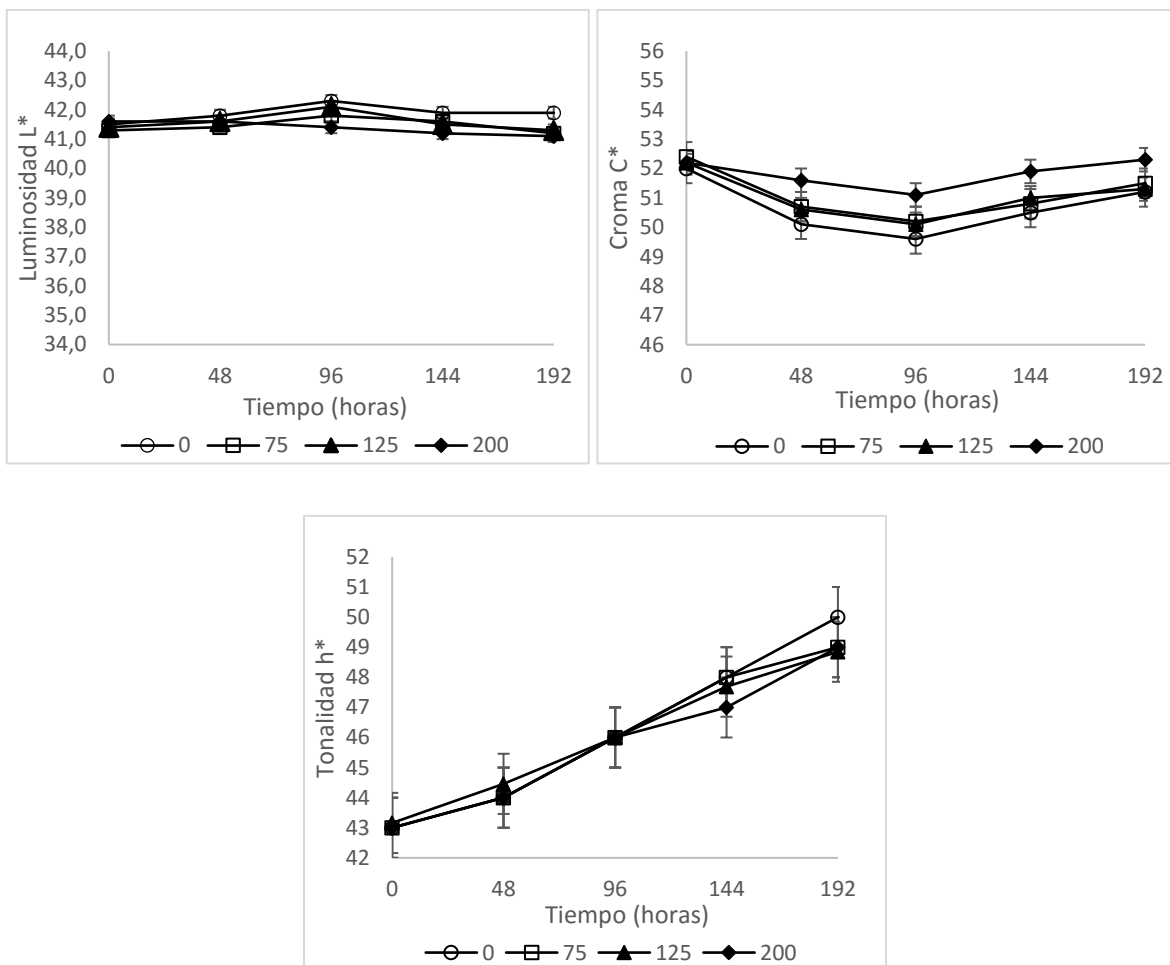 44,0
43,0
42,0
41,0
40,0
39,0
38,0
37,0
36,0
35,0
34,0
Luminosidad L*
0 48 96 144 192
Tiempo (horas)
0 75 125 200
56
55
54
53
52
51
50
49
48
47
46
Croma C*
0 48 96 144 192
Tiempo (horas)
0 75 125 200
52
51
50
49
48
47
46
45
44
43
42
Tonalidad h*
0 48 96 144 192
Tiempo (horas)
0 75 125 200